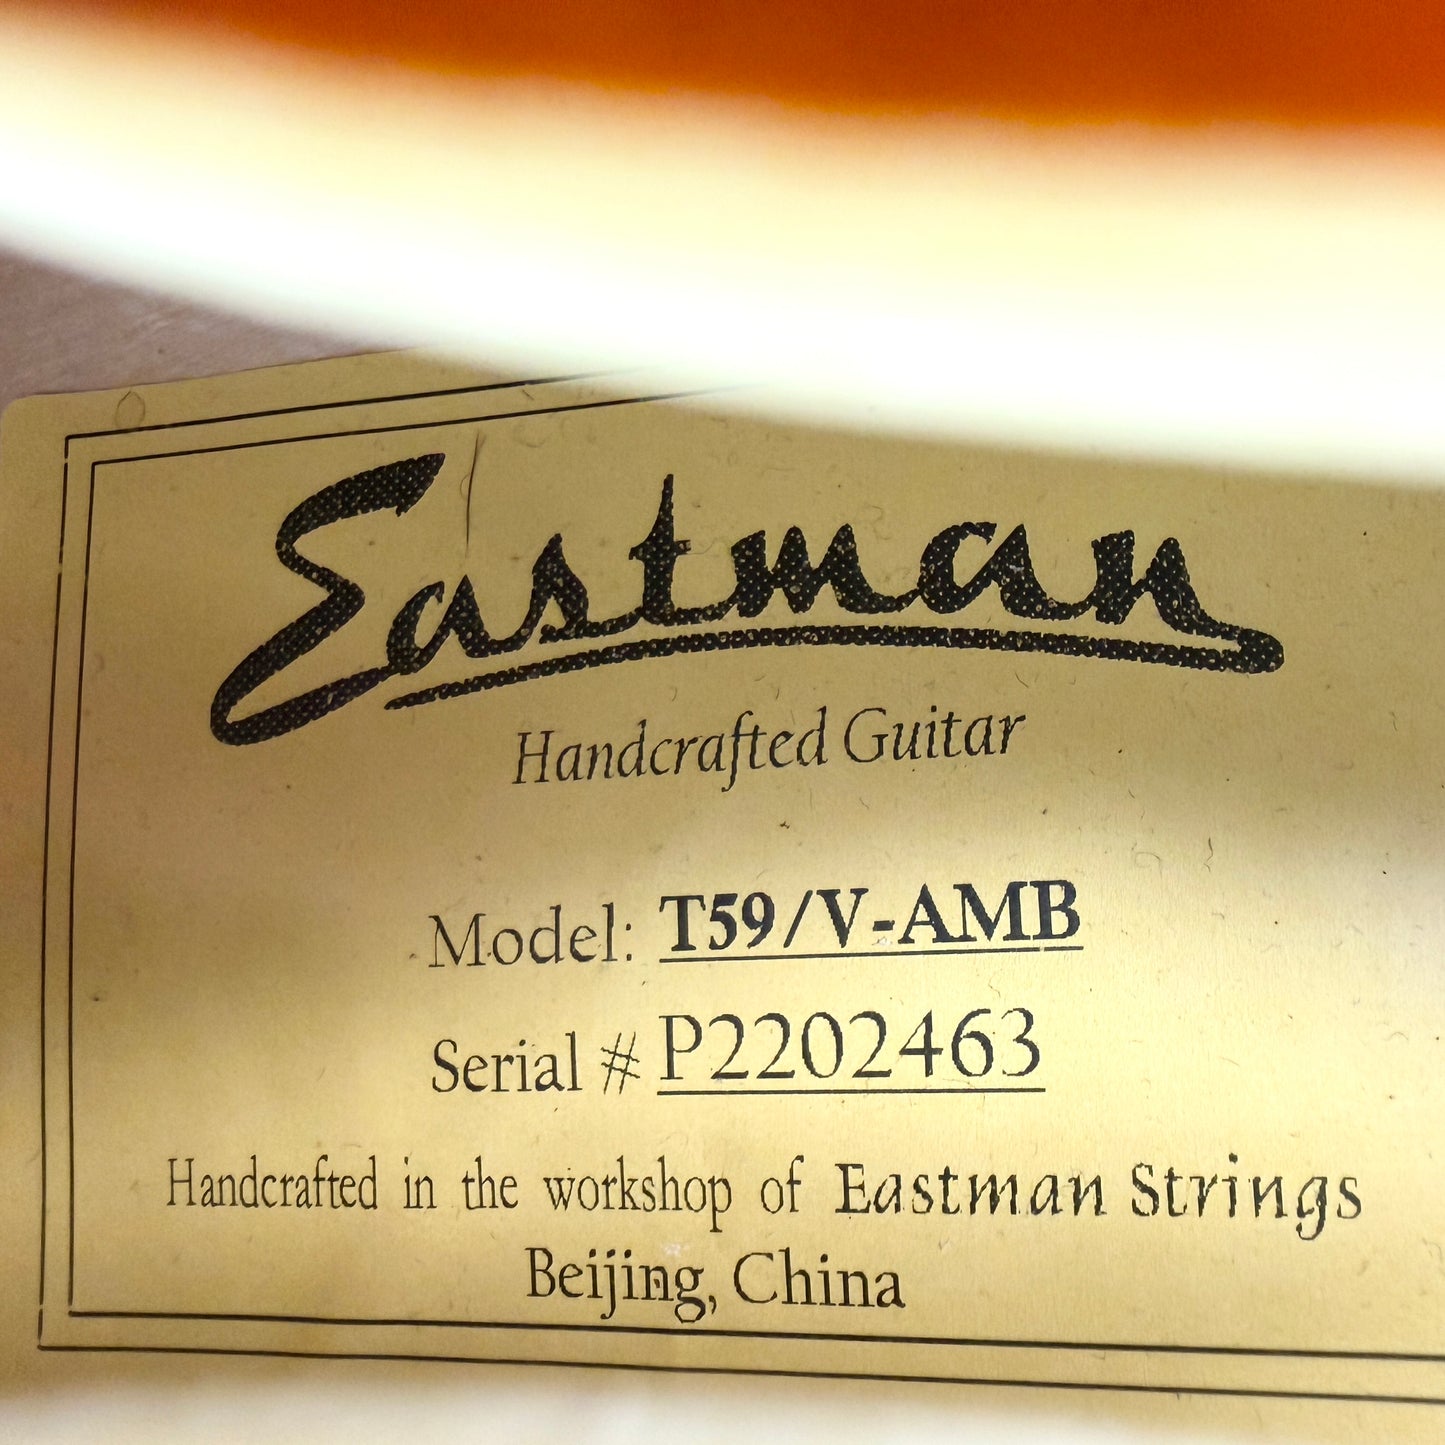 Eastman
Handcrafted Guitar
Model: T59/V-AMB
Serial # P2202463
Handcrafted in the workshop of Eastman Strings
Beijing, China